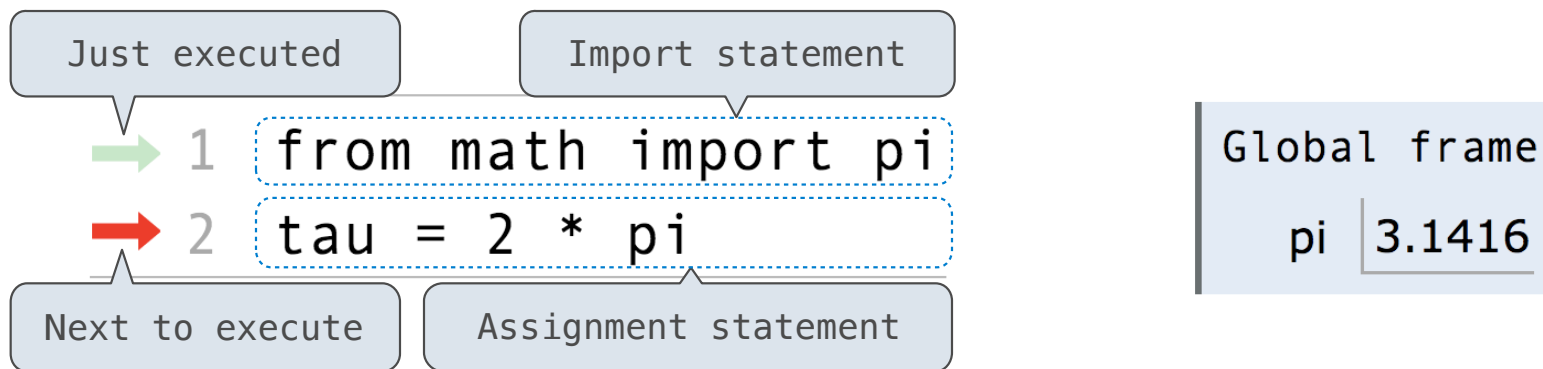 Just executed
Import statement
1 from math import pi
2 tau = 2 * pi
Next to execute
Assignment statement
Global frame
pi 3.1416